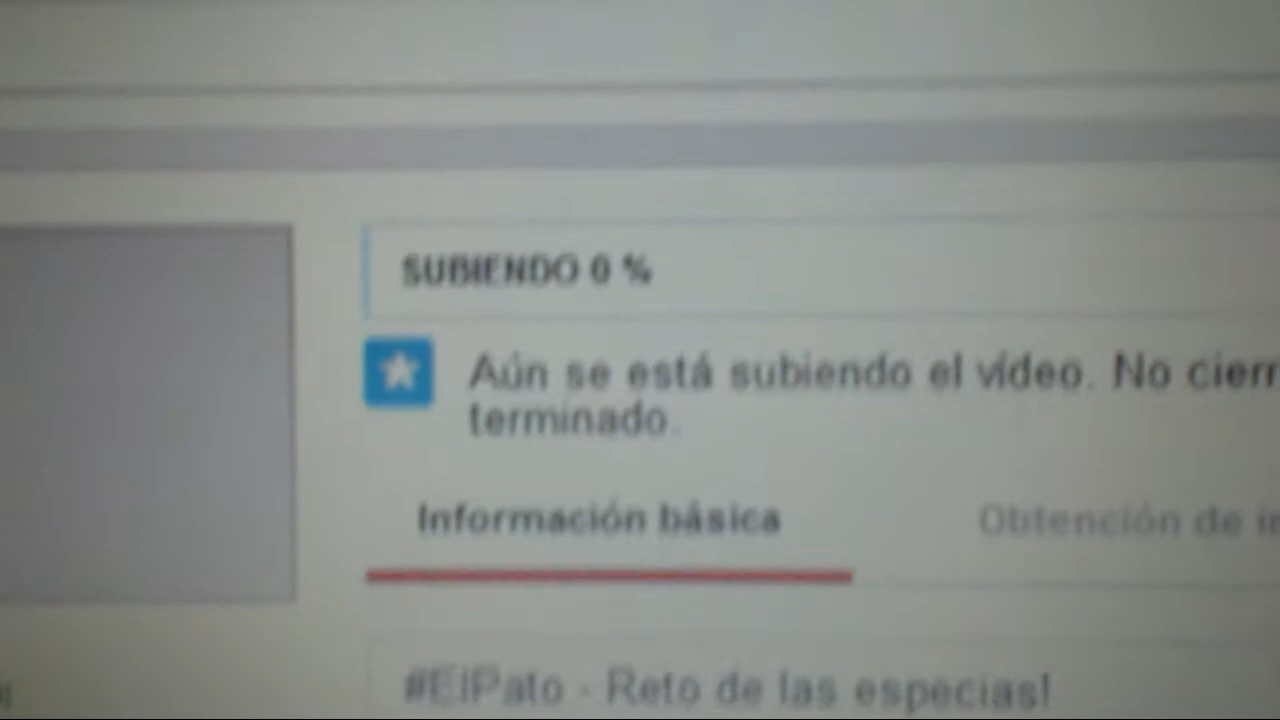 SUBIENDO 0 %
Aún se está subiendo el vídeo. No
terminado.
Información básica
Obtención de
#ElPato - Reto de las especias!